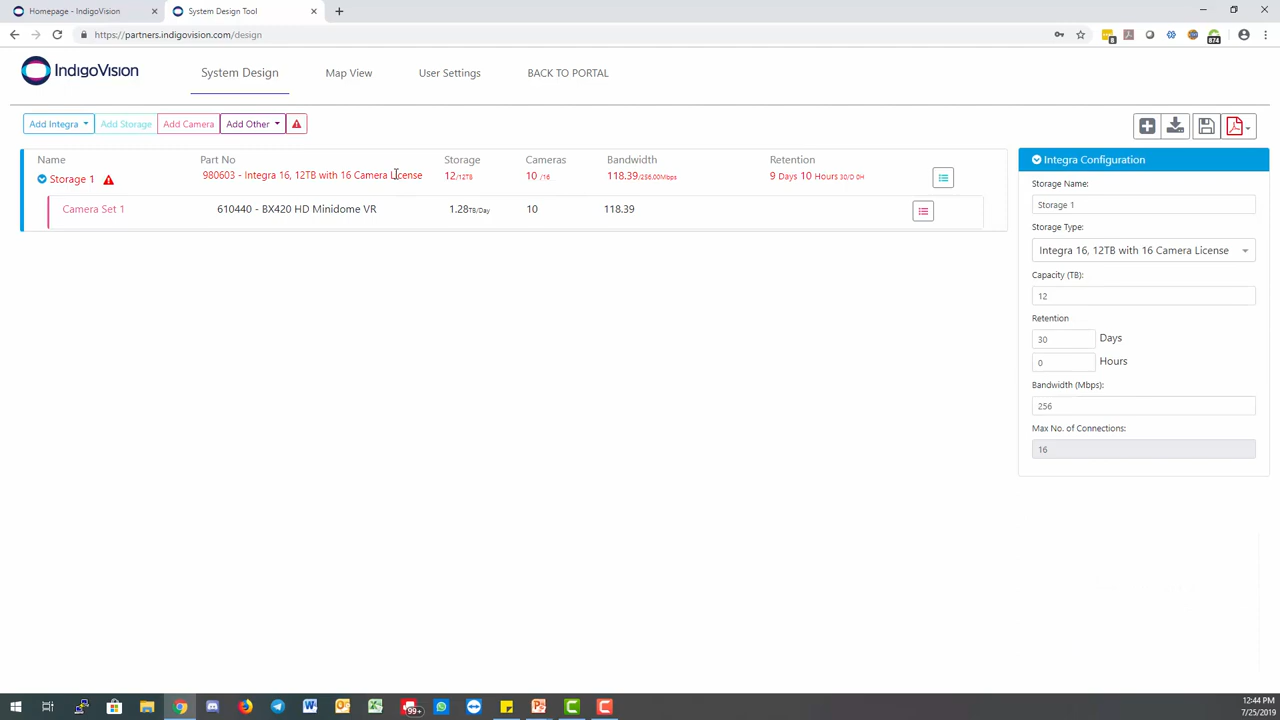 Homepage - IndigoVision
System Design Tool
https://partners.indigovision.com/design
8
874
IndigoVision
System Design
Map View
User Settings
BACK TO PORTAL
Add Integra
Add Storage
Add Camera
Add Other
Name
Part No
Storage
Cameras
Bandwidth
Retention
Storage 1
980603 - Integra 16, 12TB with 16 Camera License
12/12TB
10 /16
118.39/256.00Mbps
9 Days 10 Hours 30/D 0H
Camera Set 1
610440 - BX420 HD Minidome VR
1.28TB/Day
10
118.39
Integra Configuration
Storage Name:
Storage 1
Storage Type:
Integra 16, 12TB with 16 Camera License
Capacity (TB):
12
Retention
30 Days
0 Hours
Bandwidth (Mbps):
256
Max No. of Connections:
16
99+
12:44 PM
7/25/2019